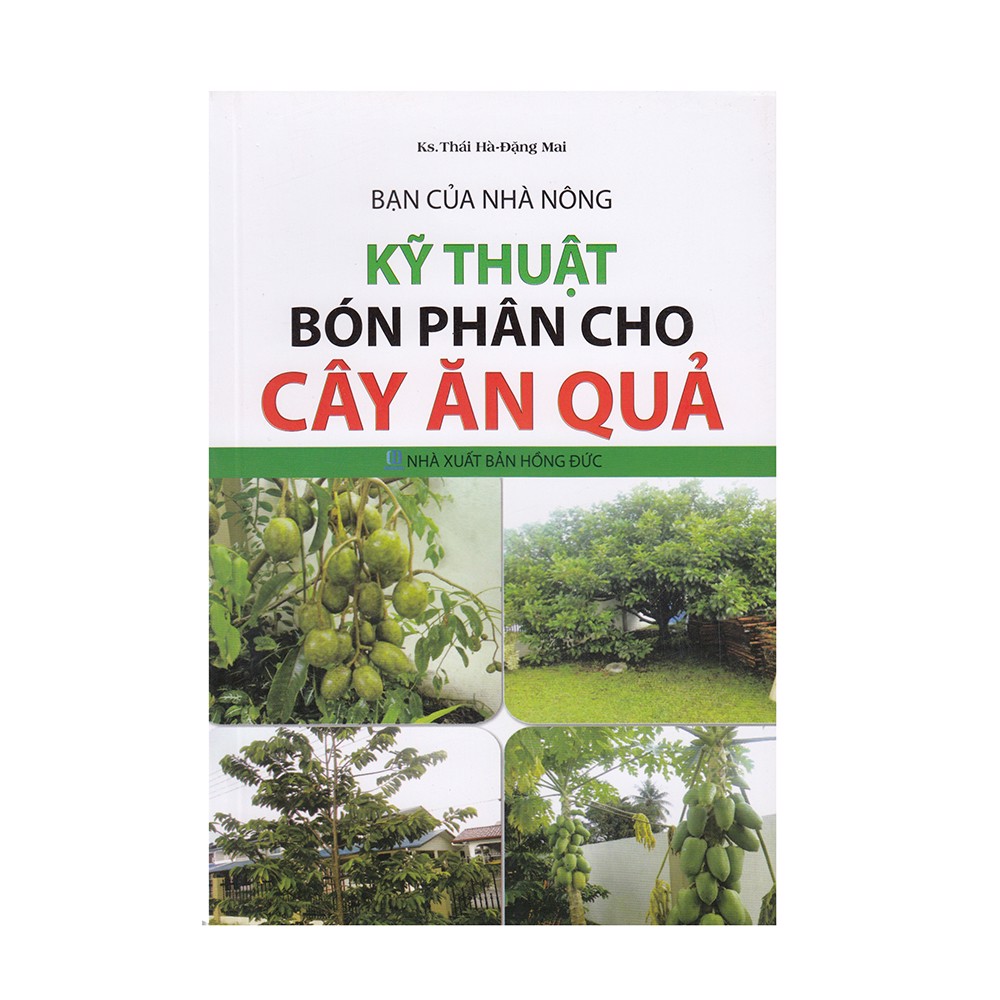 Ks.Thái Hà-Đặng Mai
BẠN CỦA NHÀ NÔNG
KỸ THUẬT
BÓN PHÂN CHO
CÂY ĂN QUẢ
NHÀ XUẤT BẢN HỒNG ĐỨC